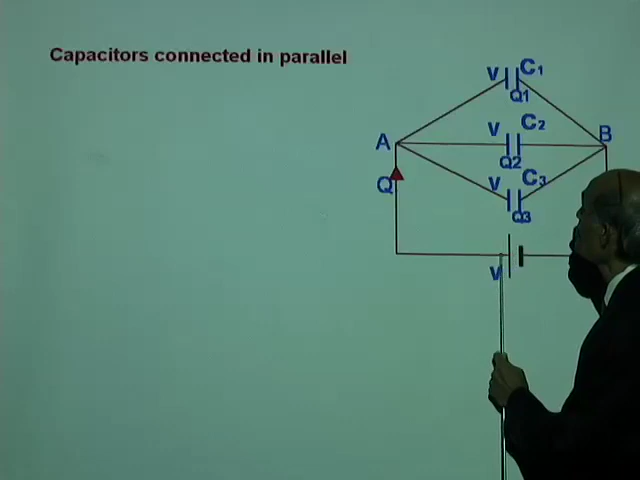 Capacitors connected in parallel
V C1
Q1
A
V C2
B
Q2
V C3
Q
Q3
V